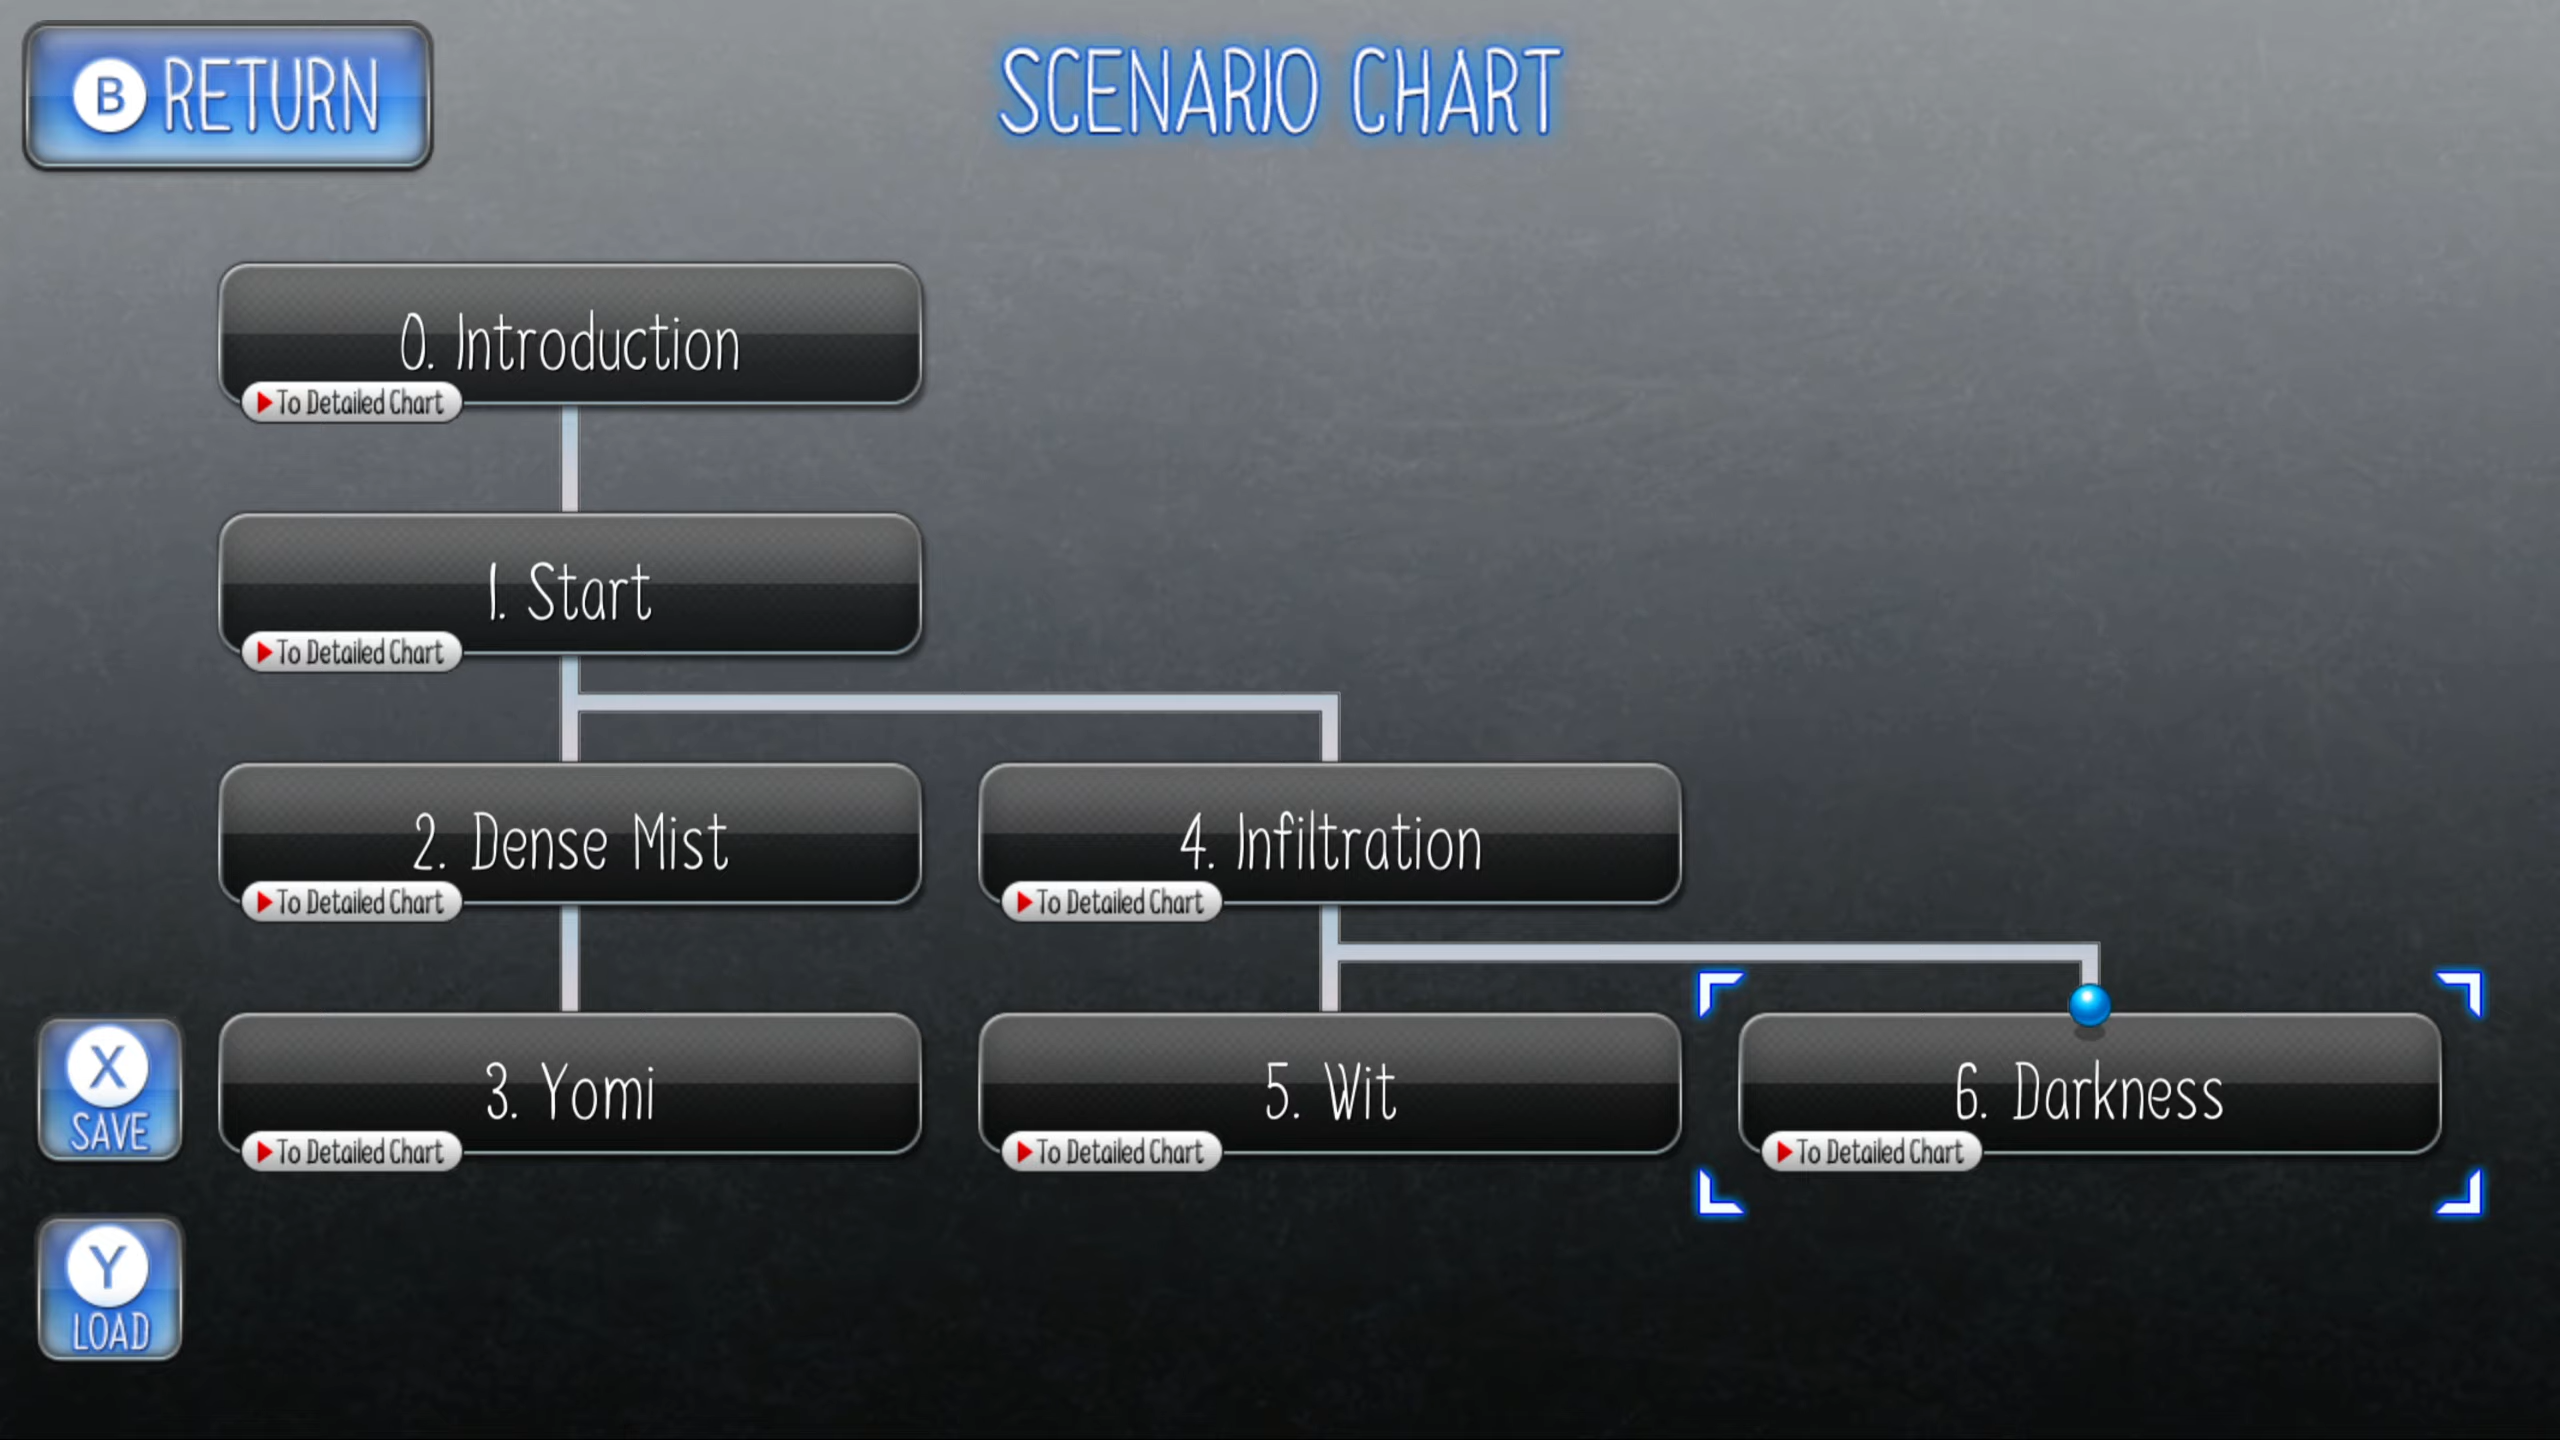 B RETURN
SCENARIO CHART
0. Introduction
To Detailed Chart
1. Start
To Detailed Chart
2. Dense Mist
To Detailed Chart
4. Infiltration
To Detailed Chart
3. Yomi
To Detailed Chart
5. Wit
To Detailed Chart
6. Darkness
To Detailed Chart
X
SAVE
Y
LOAD